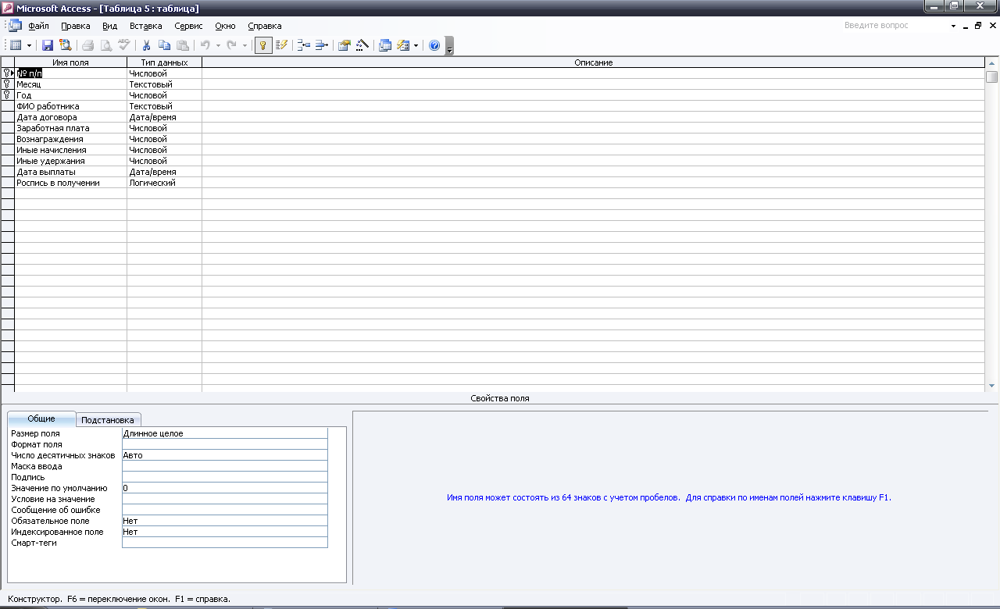 Microsoft Access - [Таблица 5 : таблица]
Файл Правка Вид Вставка Сервис Окно Справка Введите вопрос
Имя поля Тип данных Описание
№ п/п Числовой
Месяц Текстовый
Год Числовой
ФИО работника Текстовый
Дата договора Дата/время
Заработная плата Числовой
Вознаграждения Числовой
Иные начисления Числовой
Иные удержания Числовой
Дата выплаты Дата/время
Роспись в получении Логический
Свойства поля
Общие Подстановка
Размер поля Длинное целое
Формат поля
Число десятичных знаков Авто
Маска ввода
Подпись
Значение по умолчанию 0
Условие на значение
Сообщение об ошибке
Обязательное поле Нет
Индексированное поле Нет
Смарт-теги
Имя поля может состоять из 64 знаков с учетом пробелов. Для справки по именам полей нажмите клавишу F1.
Конструктор. F6 = переключение окон. F1 = справка.